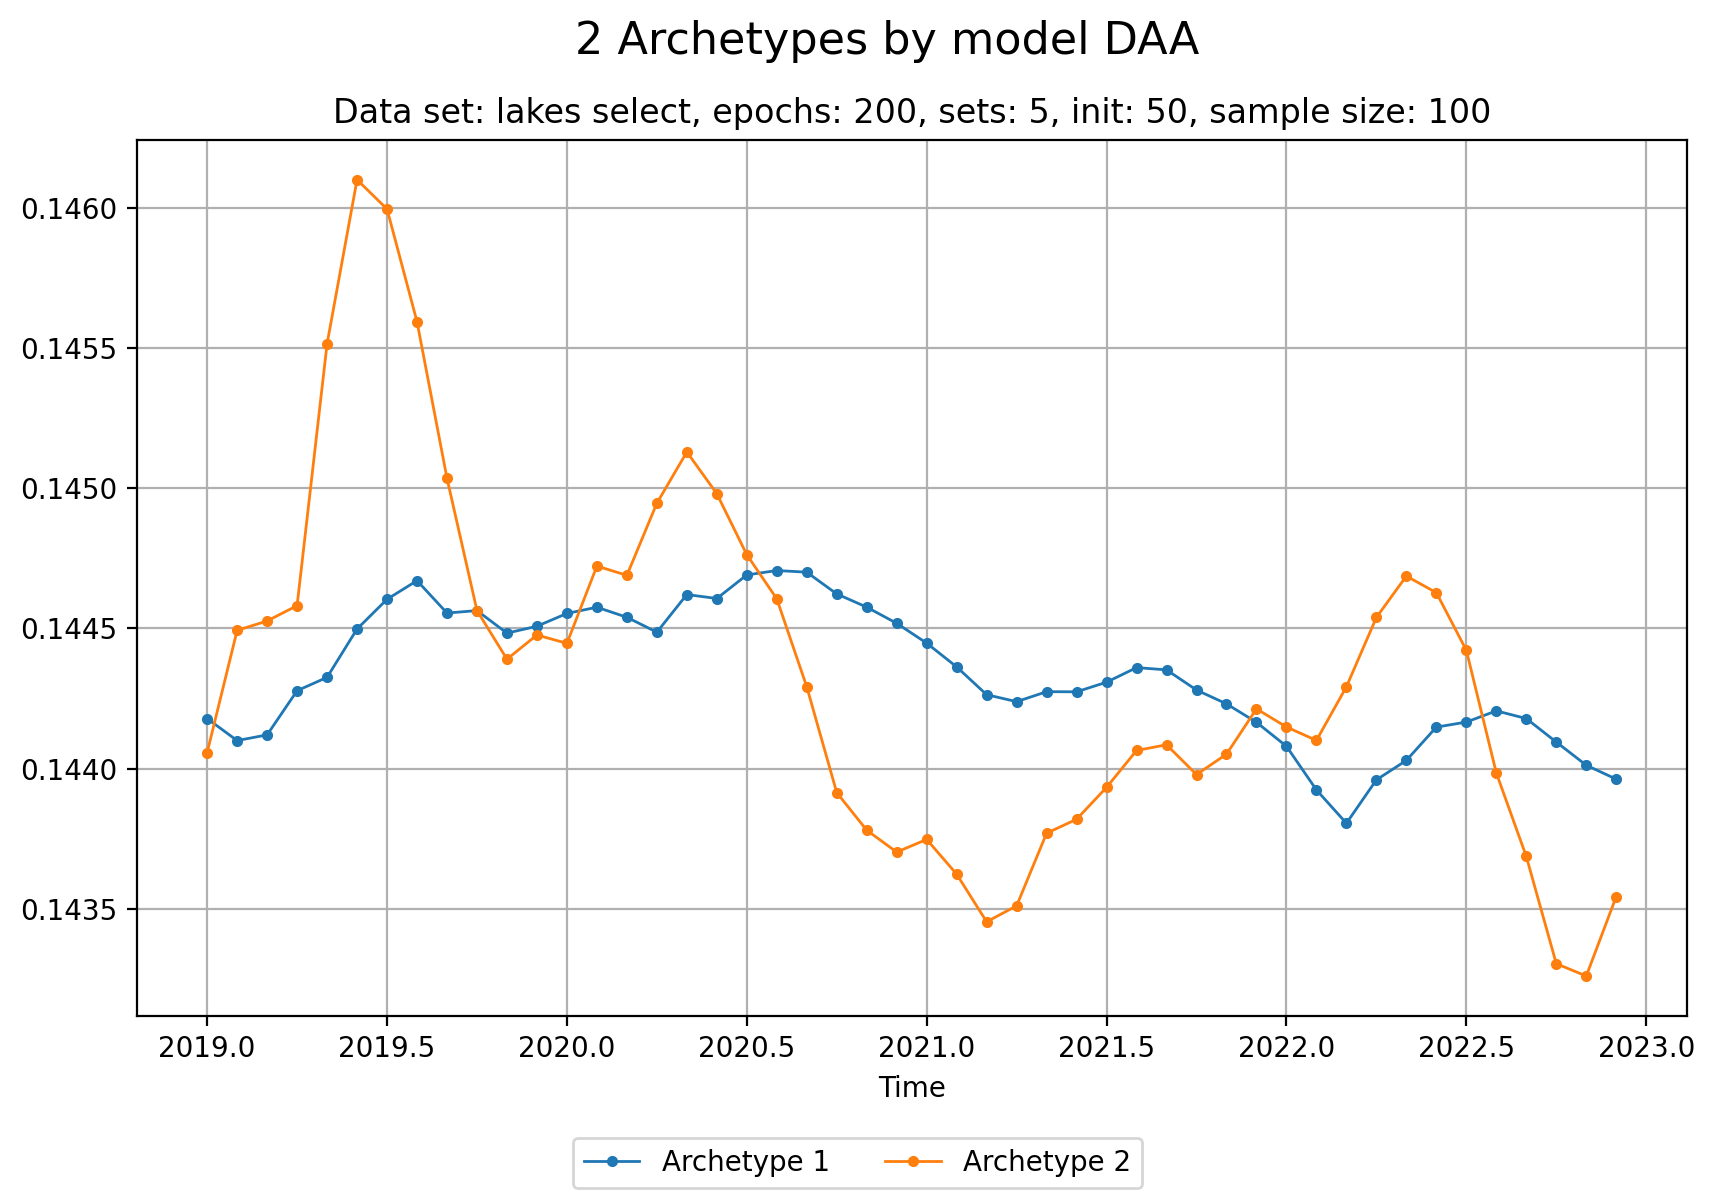 2 Archetypes by model DAA
Data set: lakes select, epochs: 200, sets: 5, init: 50, sample size: 100
0.1460
0.1455
0.1450
0.1445
0.1440
0.1435
2019.0 2019.5 2020.0 2020.5 2021.0 2021.5 2022.0 2022.5 2023.0
Time
Archetype 1 Archetype 2